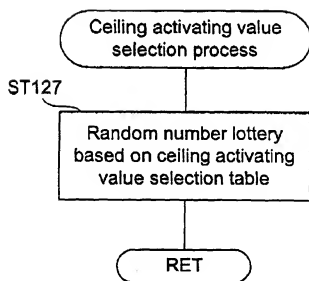 Ceiling activating value
selection process
ST127
Random number lottery
based on ceiling activating
value selection table
RET